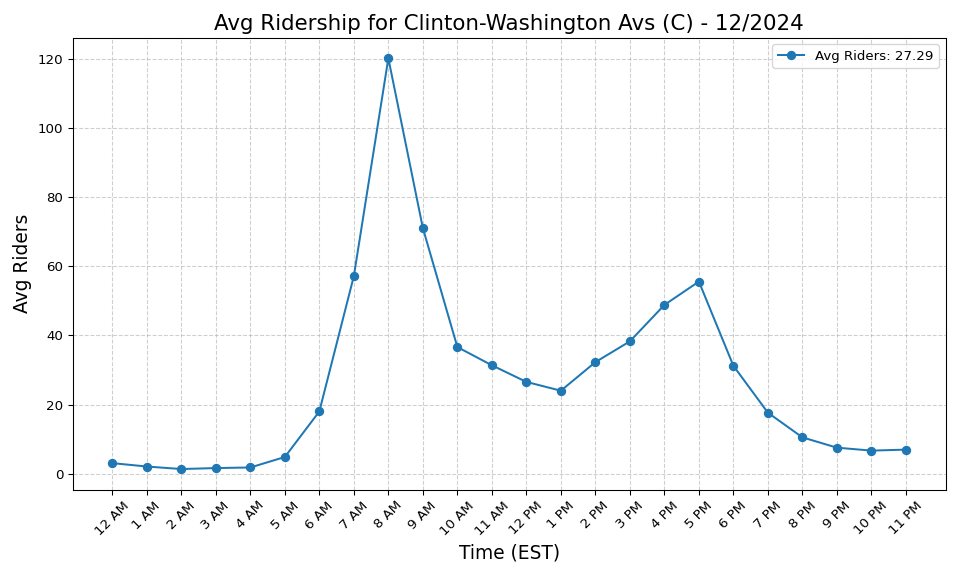 Avg Ridership for Clinton-Washington Avs (C) - 12/2024
Avg Riders: 27.29
Avg Riders
120
100
80
60
40
20
0
12 AM
1 AM
2 AM
3 AM
4 AM
5 AM
6 AM
7 AM
8 AM
9 AM
10 AM
11 AM
12 PM
1 PM
2 PM
3 PM
4 PM
5 PM
6 PM
7 PM
8 PM
9 PM
10 PM
11 PM
Time (EST)